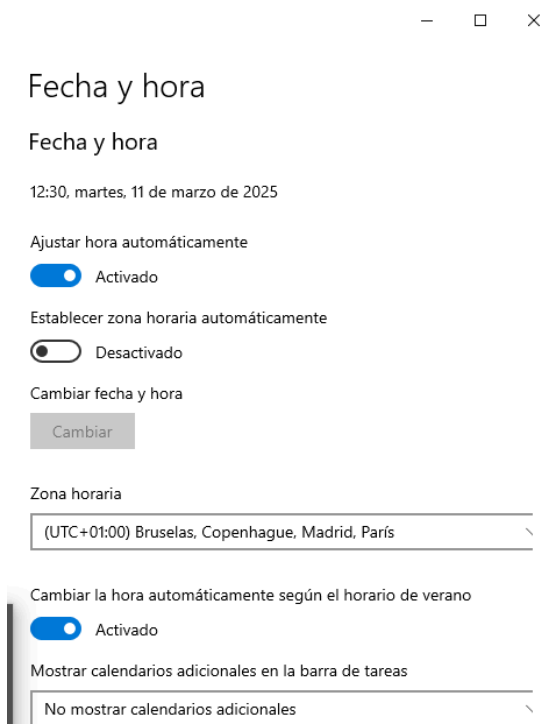 Fecha y hora
Fecha y hora
12:30, martes, 11 de marzo de 2025
Ajustar hora automáticamente
Activado
Establecer zona horaria automáticamente
Desactivado
Cambiar fecha y hora
Cambiar
Zona horaria
(UTC+01:00) Bruselas, Copenhague, Madrid, París
Cambiar la hora automáticamente según el horario de verano
Activado
Mostrar calendarios adicionales en la barra de tareas
No mostrar calendarios adicionales